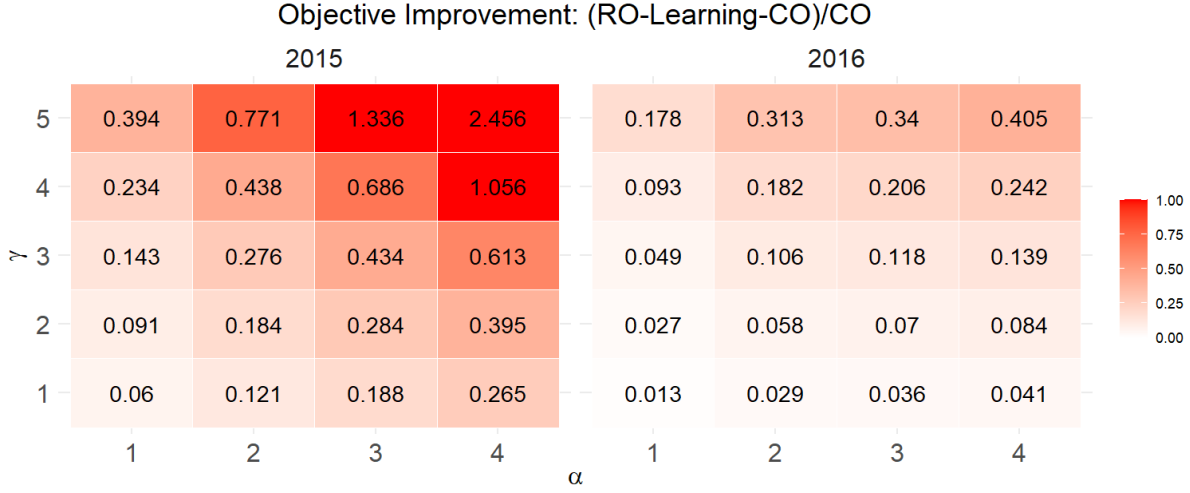 Objective Improvement: (RO-Learning-CO)/CO
2015 2016
5 0.394 0.771 1.336 2.456 0.178 0.313 0.34 0.405
4 0.234 0.438 0.686 1.056 0.093 0.182 0.206 0.242
3 0.143 0.276 0.434 0.613 0.049 0.106 0.118 0.139
2 0.091 0.184 0.284 0.395 0.027 0.058 0.07 0.084
1 0.06 0.121 0.188 0.265 0.013 0.029 0.036 0.041
1 2 3 4 1 2 3 4
γ
α
1.00
0.75
0.50
0.25
0.00